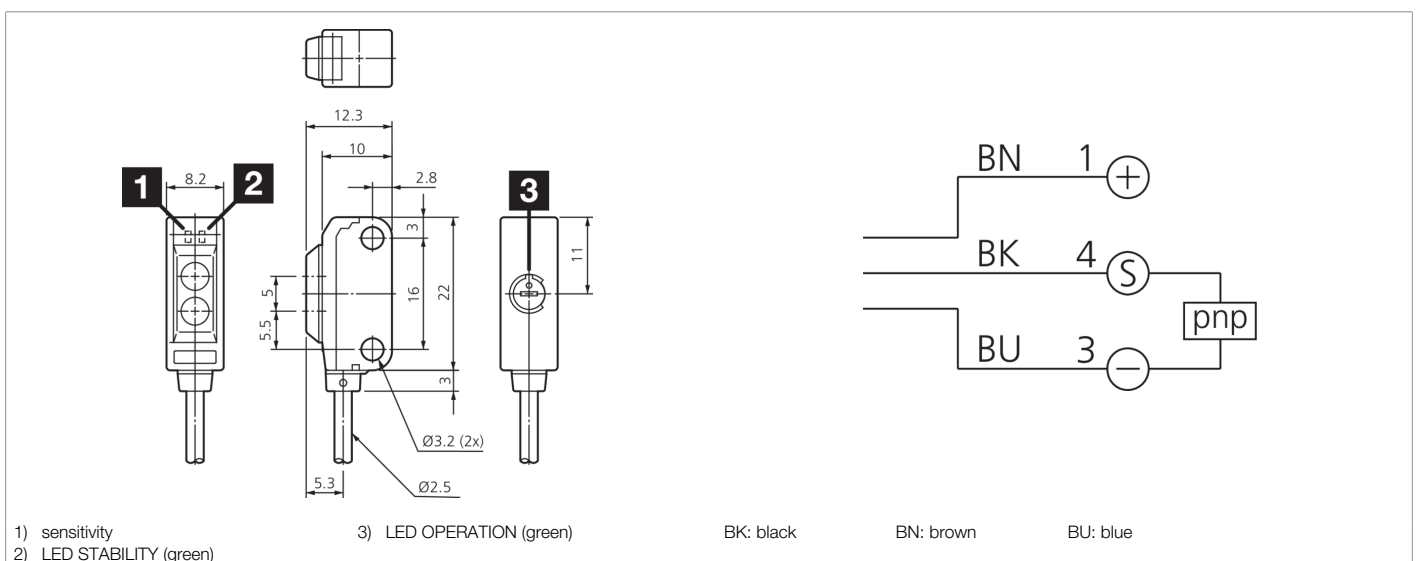 12.3
10
2.8
1
8.2
2
3
3
11
5
16
22
5.5
3
Ø3.2 (2x)
5.3
Ø2.5
BN 1 +
BK 4 S
pnp
BU 3 −
1) sensitivity
2) LED STABILITY (green)
3) LED OPERATION (green)
BK: black
BN: brown
BU: blue